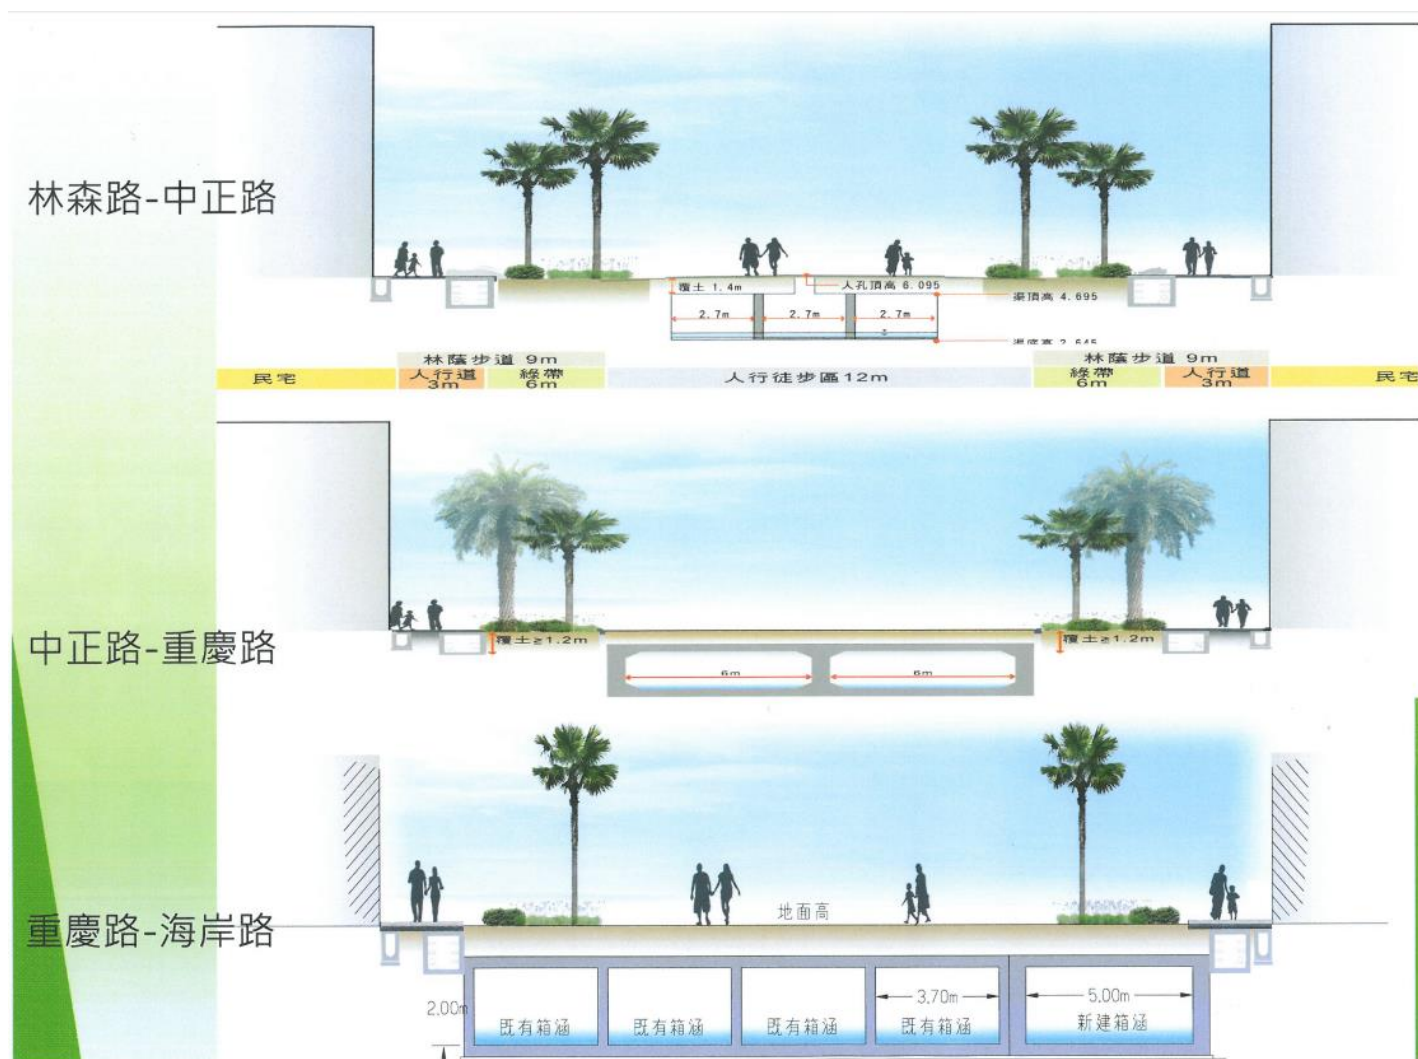 林森路-中正路
覆土 1.4m
人孔頂高 6.095
渠頂高 4.695
2.7m
2.7m
2.7m
渠底高 2.645
林蔭步道 9m
林蔭步道 9m
民宅
人行道
3m
綠帶
6m
人行徒步區12m
綠帶
6m
人行道
3m
民宅
中正路-重慶路
覆土≥1.2m
覆土≥1.2m
6m
6m
重慶路-海岸路
地面高
2.00m
既有箱涵
既有箱涵
既有箱涵
3.70m
既有箱涵
5.00m
新建箱涵